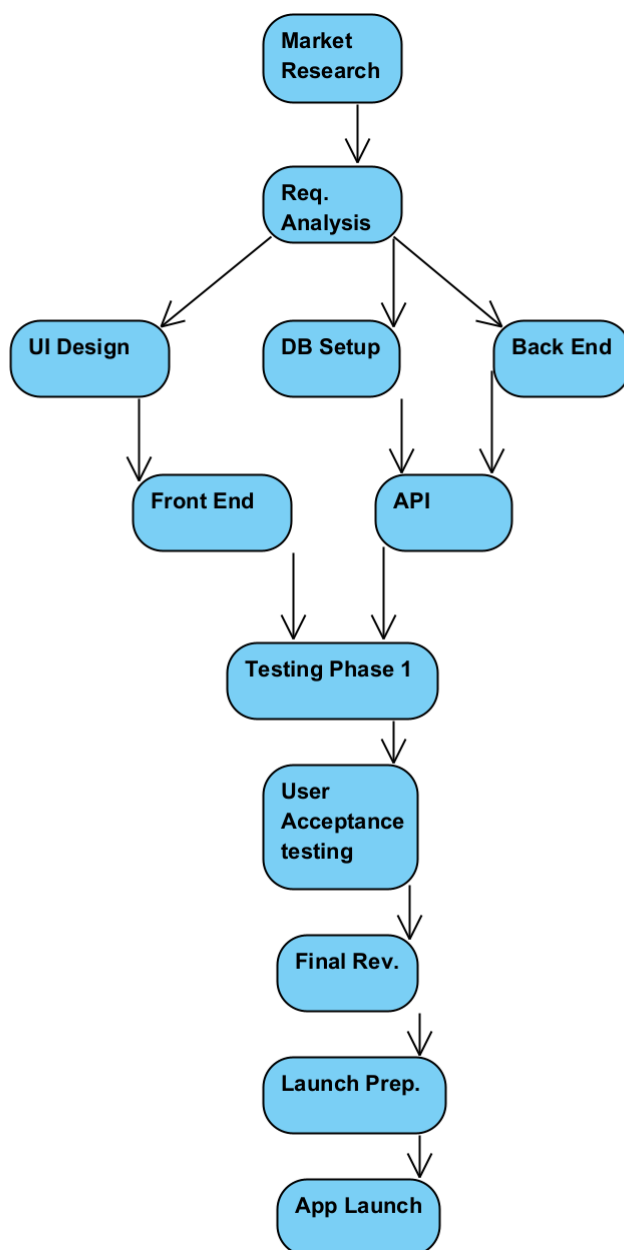 Market
Research
Req.
Analysis
UI Design
DB Setup
Back End
Front End
API
Testing Phase 1
User
Acceptance
testing
Final Rev.
Launch Prep.
App Launch